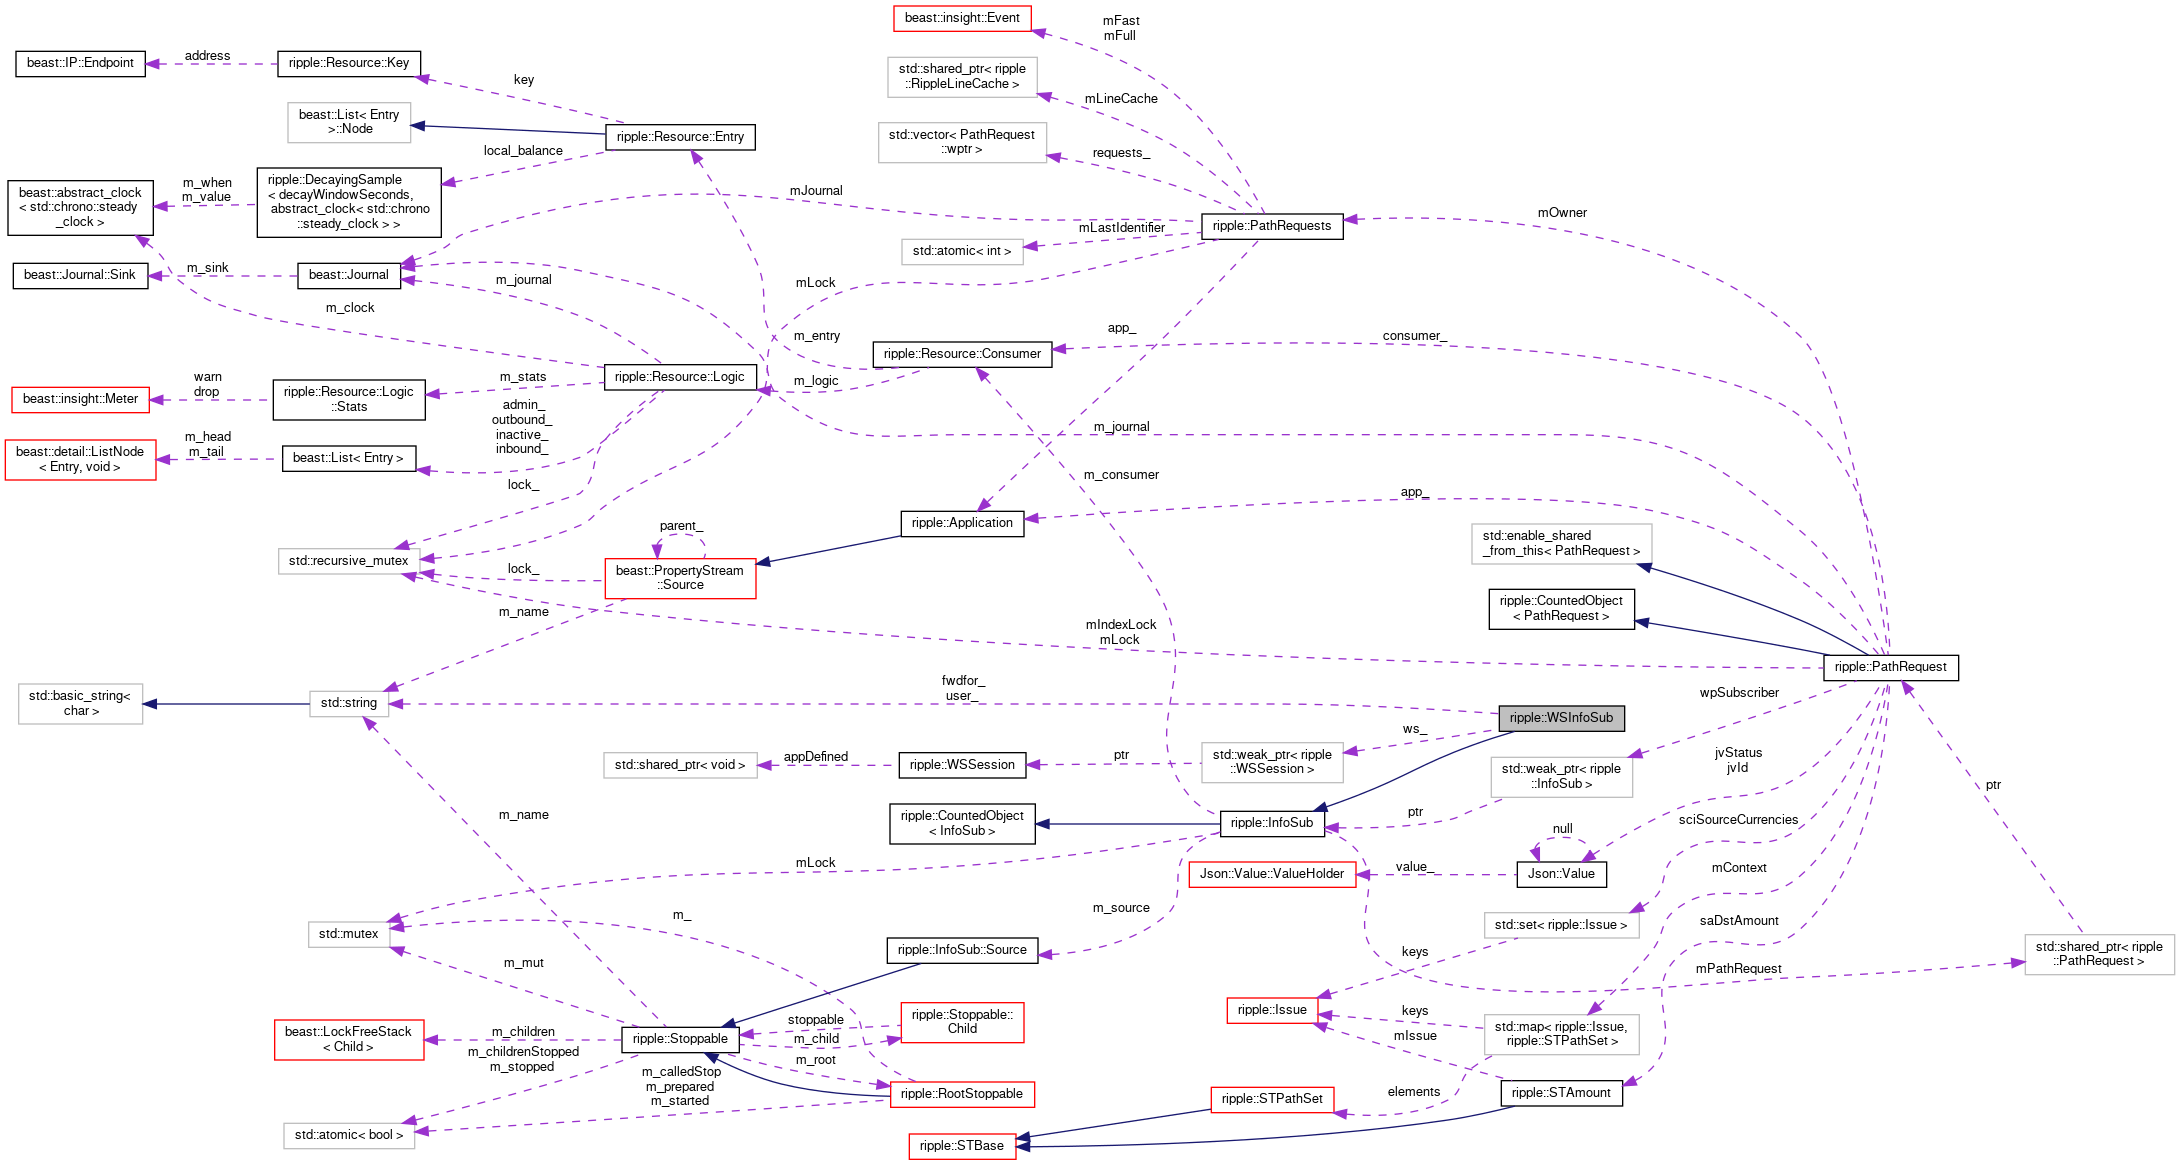 beast::insight::Event
mFast
mFull
beast::IP::Endpoint
address
ripple::Resource::Key
key
std::shared_ptr< ripple
::RippleLineCache >
mLineCache
beast::List< Entry
>::Node
ripple::Resource::Entry
std::vector< PathRequest
::wptr >
requests_
local_balance
beast::abstract_clock
< std::chrono::steady
_clock >
m_when
m_value
ripple::DecayingSample
< decayWindowSeconds,
abstract_clock< std::chrono
::steady_clock > >
mJournal
ripple::PathRequests
mOwner
mLastIdentifier
std::atomic< int >
beast::Journal::Sink
m_sink
beast::Journal
m_journal
mLock
m_clock
app_
m_entry
consumer_
ripple::Resource::Consumer
ripple::Resource::Logic
m_logic
m_stats
warn
drop
beast::insight::Meter
ripple::Resource::Logic
::Stats
admin_
outbound_
inactive_
inbound_
m_journal
beast::detail::ListNode
< Entry, void >
m_head
m_tail
beast::List< Entry >
m_consumer
lock_
app_
ripple::Application
parent_
std::enable_shared
_from_this< PathRequest >
std::recursive_mutex
lock_
beast::PropertyStream
::Source
m_name
ripple::CountedObject
< PathRequest >
mIndexLock
mLock
ripple::PathRequest
std::basic_string<
char >
std::string
fwdfor_
user_
wpSubscriber
ripple::WSInfoSub
ws_
std::shared_ptr< void >
appDefined
ripple::WSSession
ptr
std::weak_ptr< ripple
::WSSession >
std::weak_ptr< ripple
::InfoSub >
jvStatus
jvId
ptr
m_name
ripple::CountedObject
< InfoSub >
ripple::InfoSub
ptr
null
sciSourceCurrencies
mLock
Json::Value::ValueHolder
value_
Json::Value
mContext
m_
m_source
std::set< ripple::Issue >
saDstAmount
std::mutex
ripple::InfoSub::Source
keys
std::shared_ptr< ripple
::PathRequest >
m_mut
mPathRequest
ripple::Issue
beast::LockFreeStack
< Child >
m_children
ripple::Stoppable
stoppable
m_child
ripple::Stoppable::
Child
keys
mIssue
std::map< ripple::Issue,
ripple::STPathSet >
m_childrenStopped
m_stopped
m_root
m_calledStop
m_prepared
m_started
ripple::RootStoppable
ripple::STPathSet
elements
ripple::STAmount
std::atomic< bool >
ripple::STBase